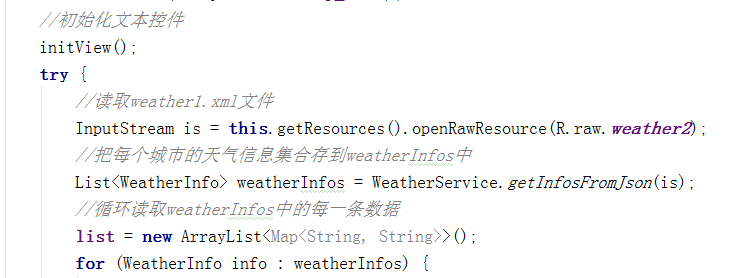 //初始化文本控件
initView();
try {
//读取weather1.xml文件
InputStream is = this.getResources().openRawResource(R.raw.weather2);
//把每个城市的天气信息集合存到weatherInfos中
List<WeatherInfo> weatherInfos = WeatherService.getInfosFromJson(is);
//循环读取weatherInfos中的每一条数据
list = new ArrayList<Map<String, String>>();
for (WeatherInfo info : weatherInfos) {